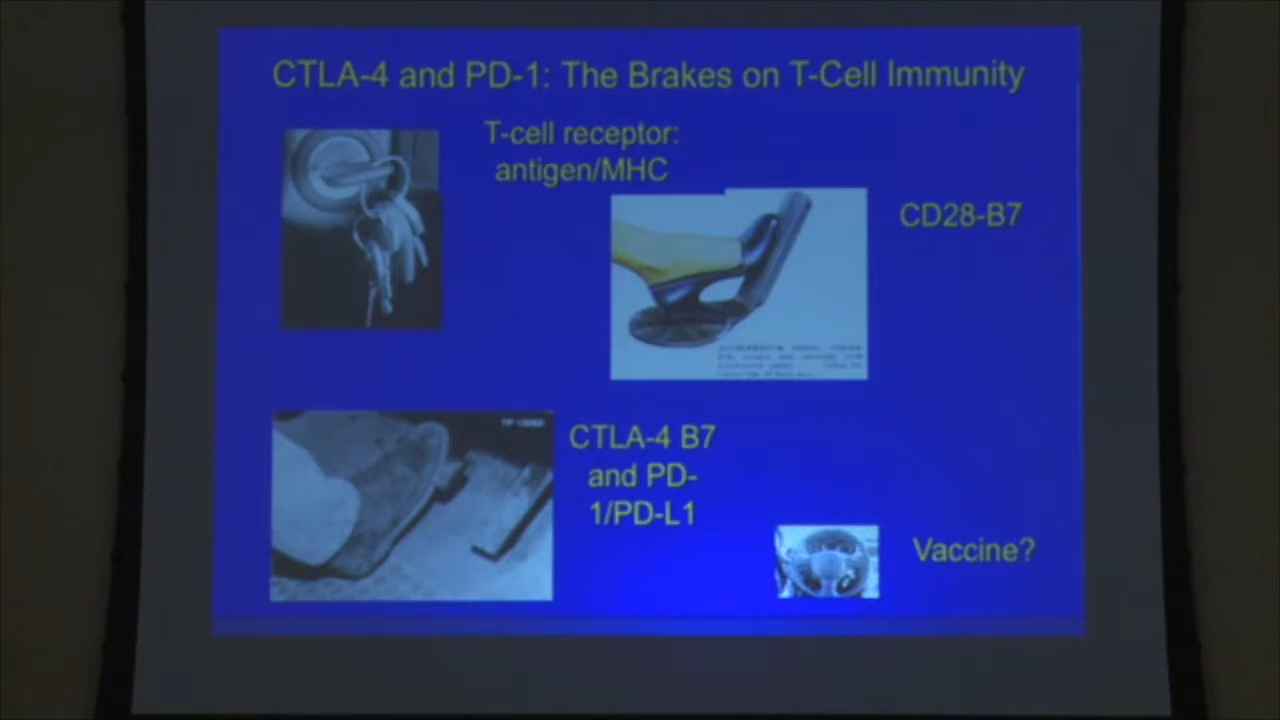 CTLA-4 and PD-1: The Brakes on T-Cell Immunity
T-cell receptor:
antigen/MHC
CD28-B7
CTLA-4 B7
and PD-
1/PD-L1
Vaccine?